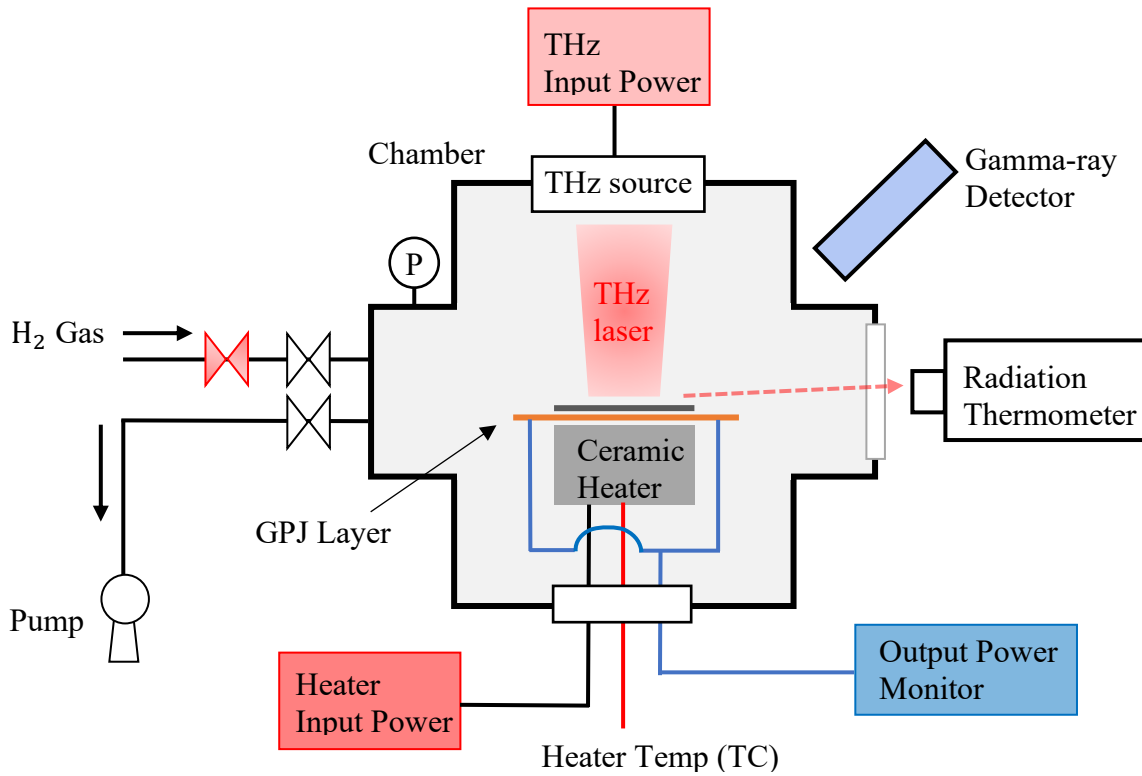 THz
Input Power
Chamber
THz source
Gamma-ray
Detector
P
THz
laser
H₂ Gas
Radiation
Thermometer
Ceramic
Heater
GPJ Layer
Pump
Output Power
Monitor
Heater
Input Power
Heater Temp (TC)